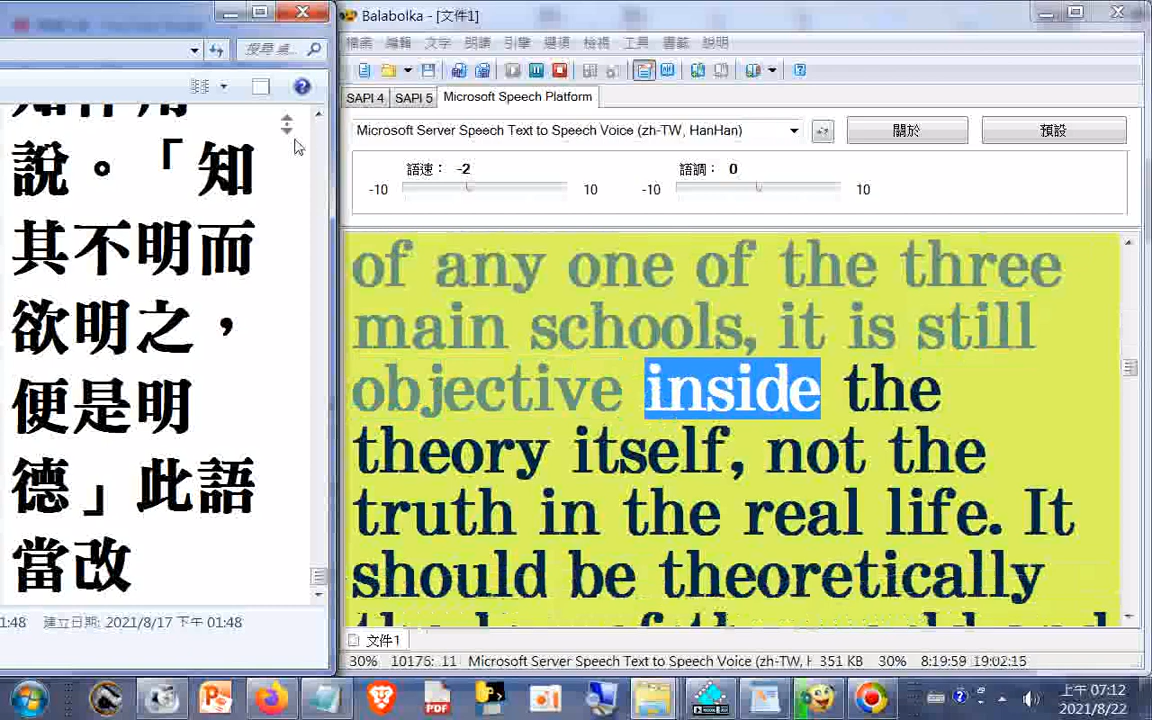 說。「知
其不明而
欲明之，
便是明
德」此語
當改
1:48 建立日期: 2021/8/17 下午 01:48
搜尋桌...
Balabolka - [文件1]
檔案 編輯 文字 朗讀 引擎 選項 檢視 工具 書籤 說明
SAPI 4 SAPI 5 Microsoft Speech Platform
Microsoft Server Speech Text to Speech Voice (zh-TW, HanHan) 關於 預設
語速： -2 語調： 0
-10 10 -10 10
of any one of the three
main schools, it is still
objective inside the
theory itself, not the
truth in the real life. It
should be theoretically
文件1
30% 10175: 11 Microsoft Server Speech Text to Speech Voice (zh-TW, H 351 KB 30% 8:19:59 19:02:15
PDF
上午 07:12
2021/8/22